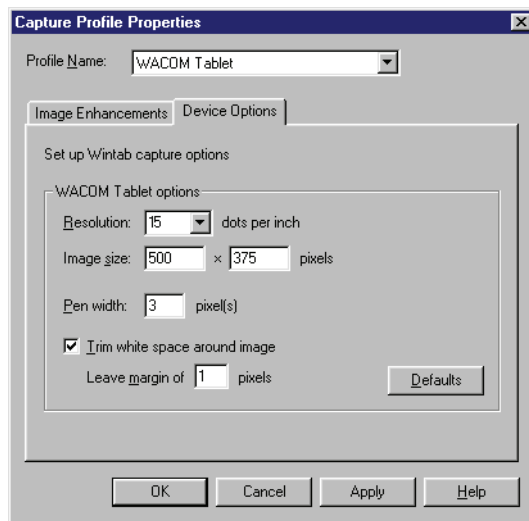 Capture Profile Properties
Profile Name: WACOM Tablet
Image Enhancements Device Options
Set up Wintab capture options
WACOM Tablet options
Resolution: 15 dots per inch
Image size: 500 × 375 pixels
Pen width: 3 pixel(s)
Trim white space around image
Leave margin of 1 pixels
Defaults
OK Cancel Apply Help